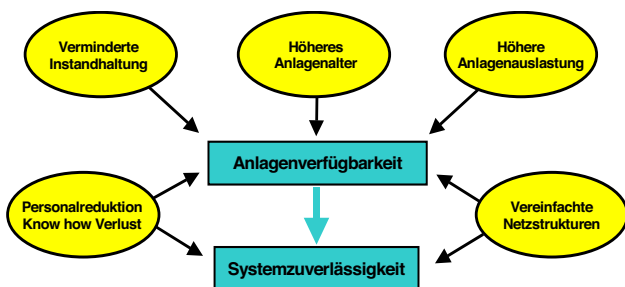 Verminderte
Instandhaltung
Höheres
Anlagenalter
Höhere
Anlagenauslastung
Anlagenverfügbarkeit
Personalreduktion
Know how Verlust
Vereinfachte
Netzstrukturen
Systemzuverlässigkeit